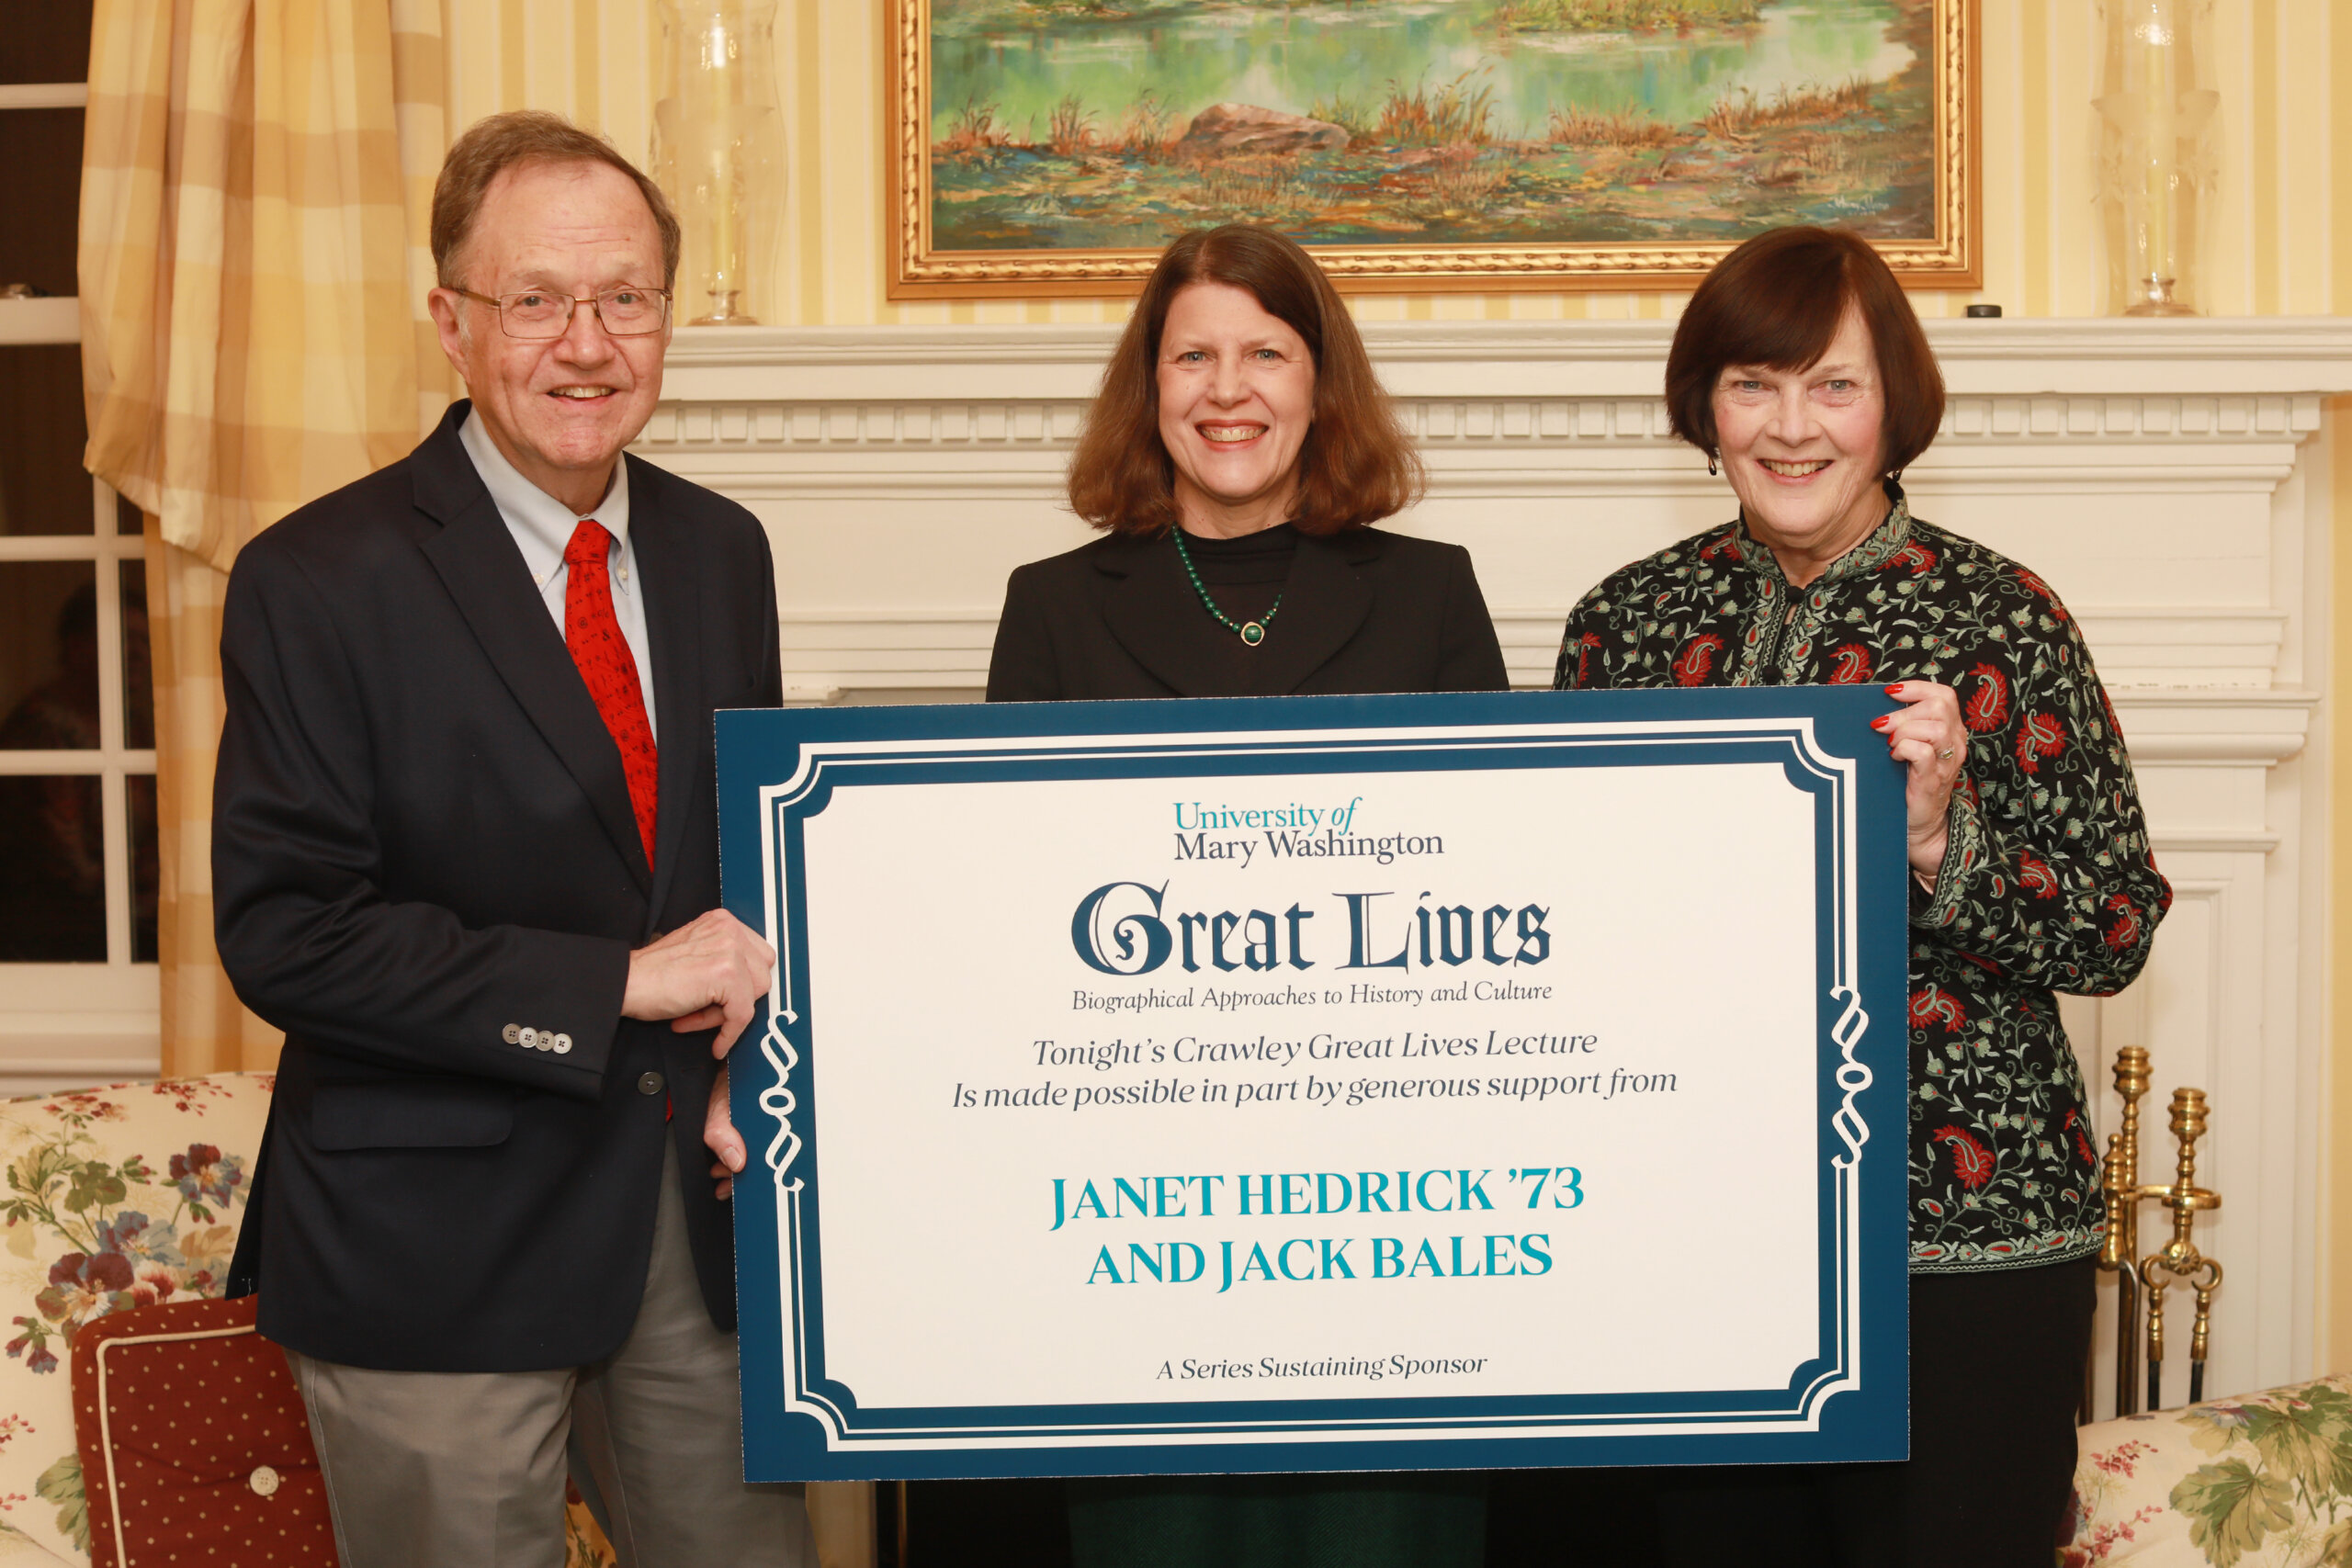 University of
Mary Washington
Great Lives
Biographical Approaches to History and Culture
Tonight's Crawley Great Lives Lecture
Is made possible in part by generous support from
JANET HEDRICK '73
AND JACK BALES
A Series Sustaining Sponsor